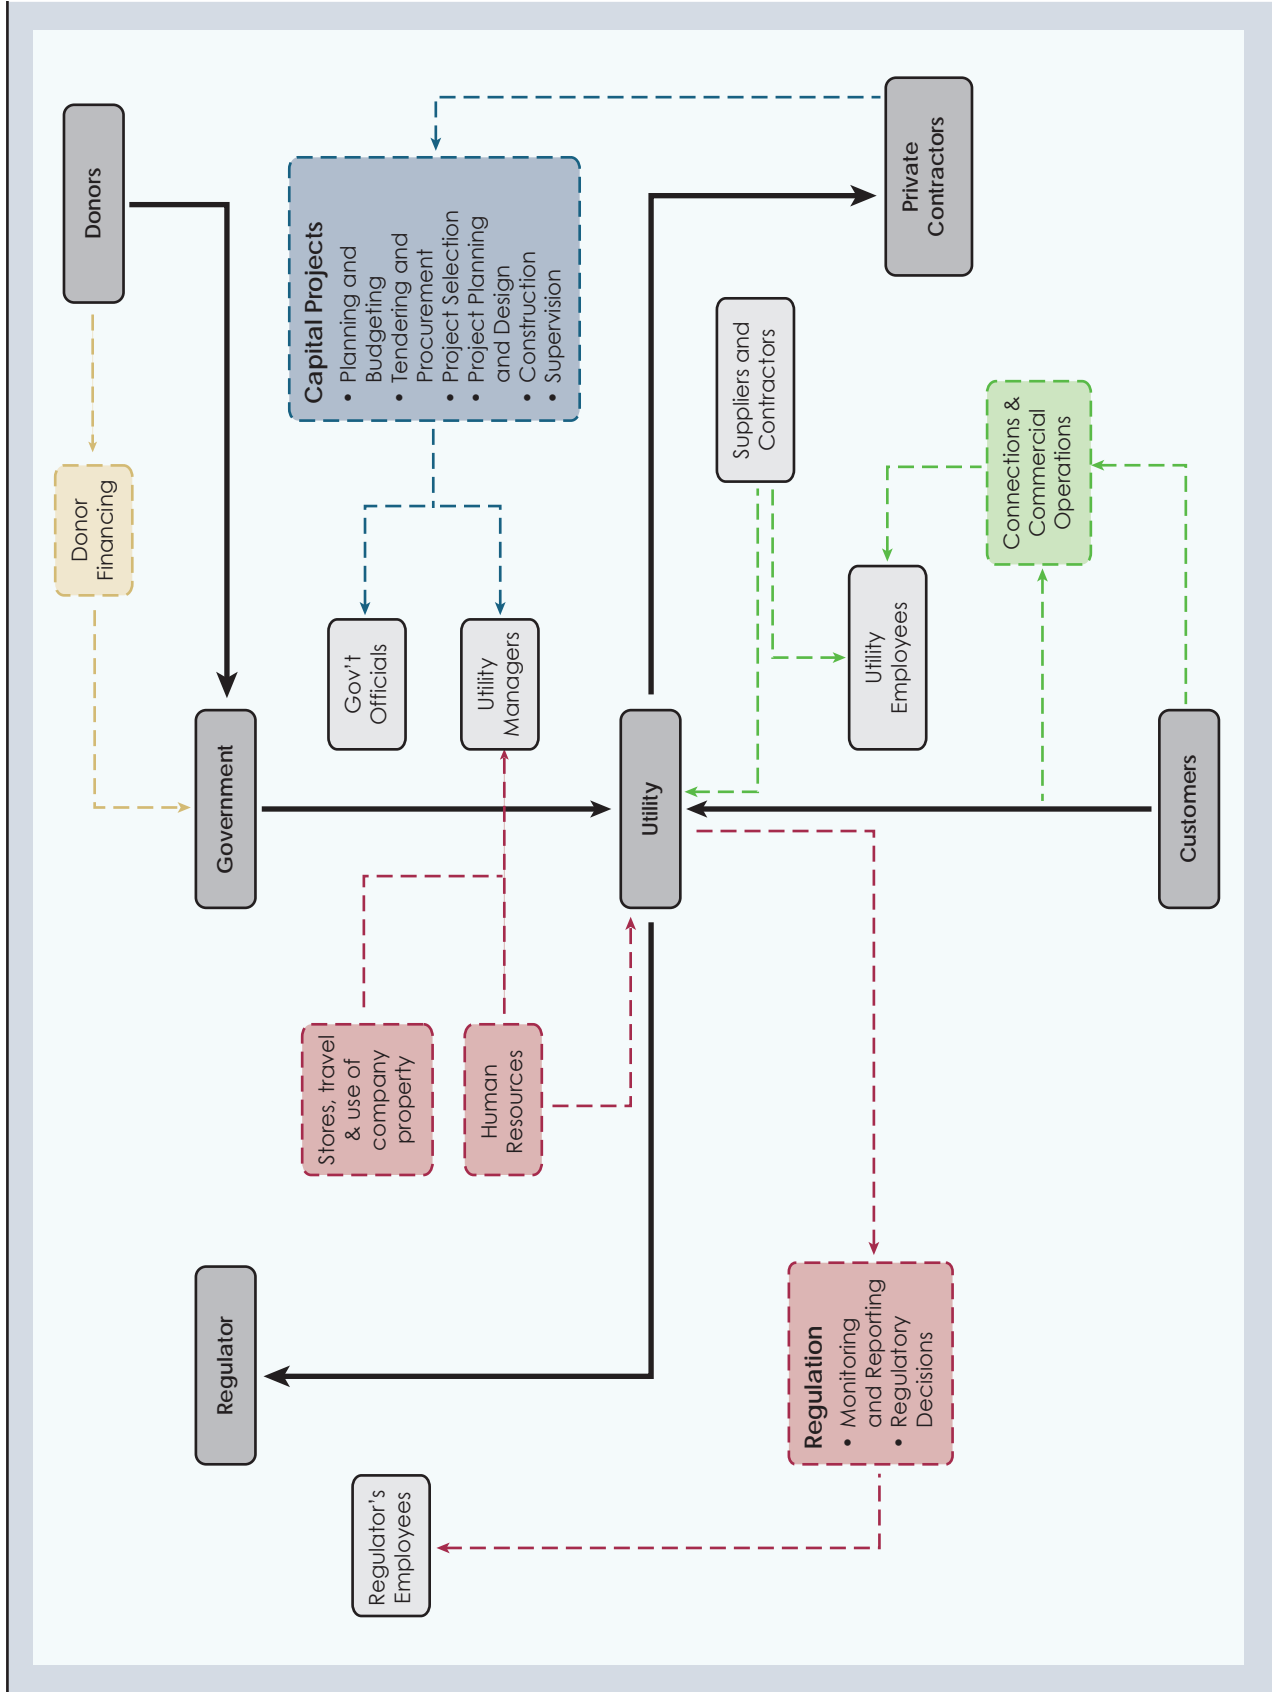 Donors
Donor
Financing
Government
Regulator
Capital Projects
• Planning and
Budgeting
• Tendering and
Procurement
• Project Selection
• Project Planning
and Design
• Construction
• Supervision
Gov't
Officials
Stores, travel
& use of
company
property
Regulator's
Employees
Utility
Managers
Human
Resources
Utility
Suppliers and
Contractors
Private
Contractors
Utility
Employees
Regulation
• Monitoring
and Reporting
• Regulatory
Decisions
Connections &
Commercial
Operations
Customers